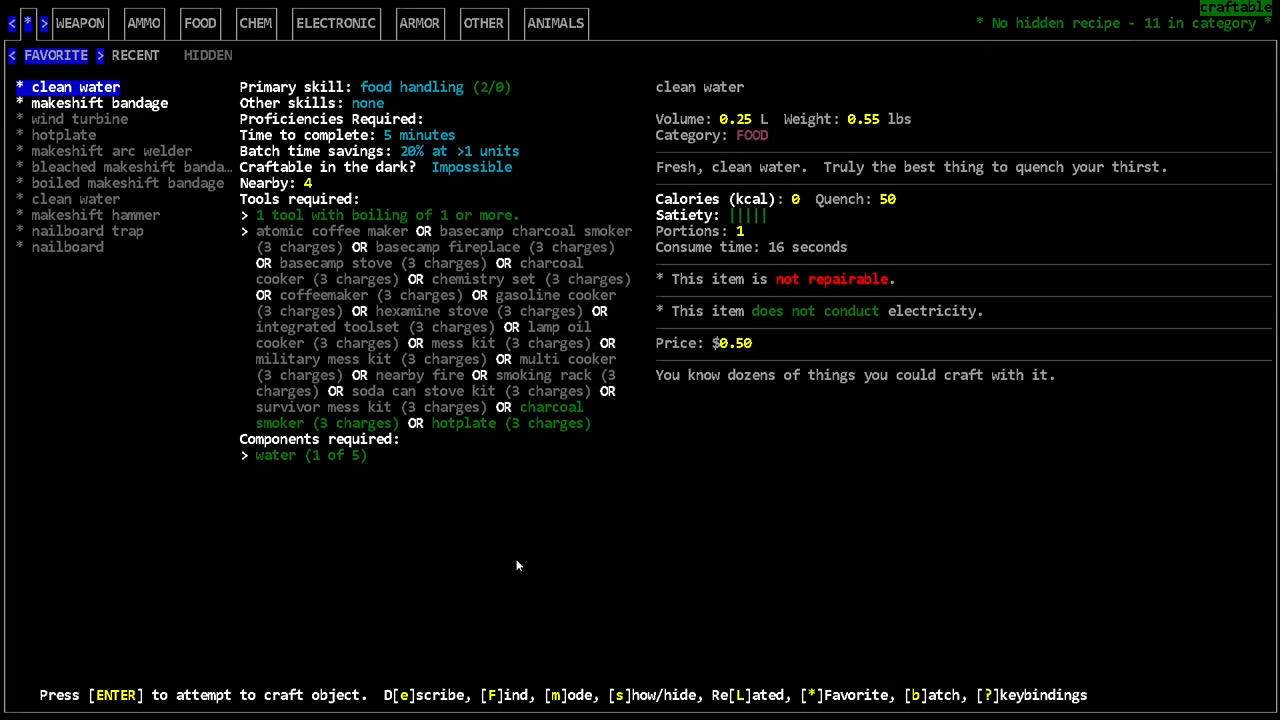 craftable
< * > WEAPON AMMO FOOD CHEM ELECTRONIC ARMOR OTHER ANIMALS * No hidden recipe - 11 in category *
< FAVORITE > RECENT HIDDEN
* clean water
* makeshift bandage
* wind turbine
* hotplate
* makeshift arc welder
* bleached makeshift banda…
* boiled makeshift bandage
* clean water
* makeshift hammer
* nailboard trap
* nailboard
Primary skill: food handling (2/0)
Other skills: none
Proficiencies Required:
Time to complete: 5 minutes
Batch time savings: 20% at >1 units
Craftable in the dark? Impossible
Nearby: 4
Tools required:
> 1 tool with boiling of 1 or more.
> atomic coffee maker OR basecamp charcoal smoker
(3 charges) OR basecamp fireplace (3 charges)
OR basecamp stove (3 charges) OR charcoal
cooker (3 charges) OR chemistry set (3 charges)
OR coffeemaker (3 charges) OR gasoline cooker
(3 charges) OR hexamine stove (3 charges) OR
integrated toolset (3 charges) OR lamp oil
cooker (3 charges) OR mess kit (3 charges) OR
military mess kit (3 charges) OR multi cooker
(3 charges) OR nearby fire OR smoking rack (3
charges) OR soda can stove kit (3 charges) OR
survivor mess kit (3 charges) OR charcoal
smoker (3 charges) OR hotplate (3 charges)
Components required:
> water (1 of 5)
clean water
Volume: 0.25 L Weight: 0.55 lbs
Category: FOOD
Fresh, clean water. Truly the best thing to quench your thirst.
Calories (kcal): 0 Quench: 50
Satiety: |||||
Portions: 1
Consume time: 16 seconds
* This item is not repairable.
* This item does not conduct electricity.
Price: $0.50
You know dozens of things you could craft with it.
Press [ENTER] to attempt to craft object. D[e]scribe, [F]ind, [m]ode, [s]how/hide, Re[L]ated, [*]Favorite, [b]atch, [?]keybindings